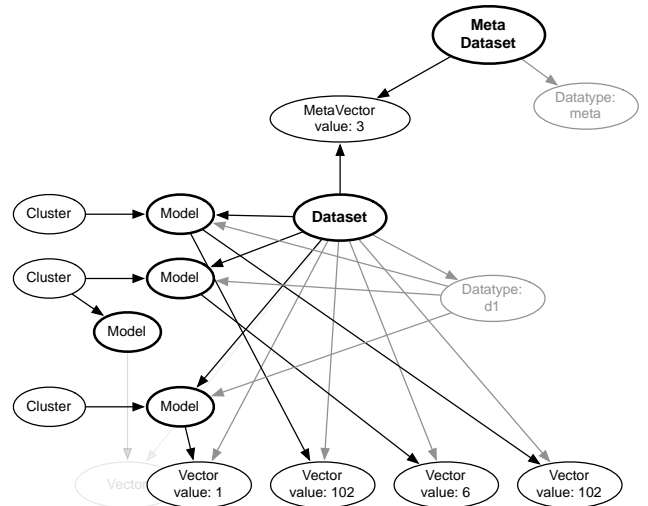 Meta
Dataset
Datatype:
meta
MetaVector
value: 3
Cluster
Model
Dataset
Cluster
Model
Datatype:
d1
Model
Cluster
Model
Vector
Vector
value: 1
Vector
value: 102
Vector
value: 6
Vector
value: 102